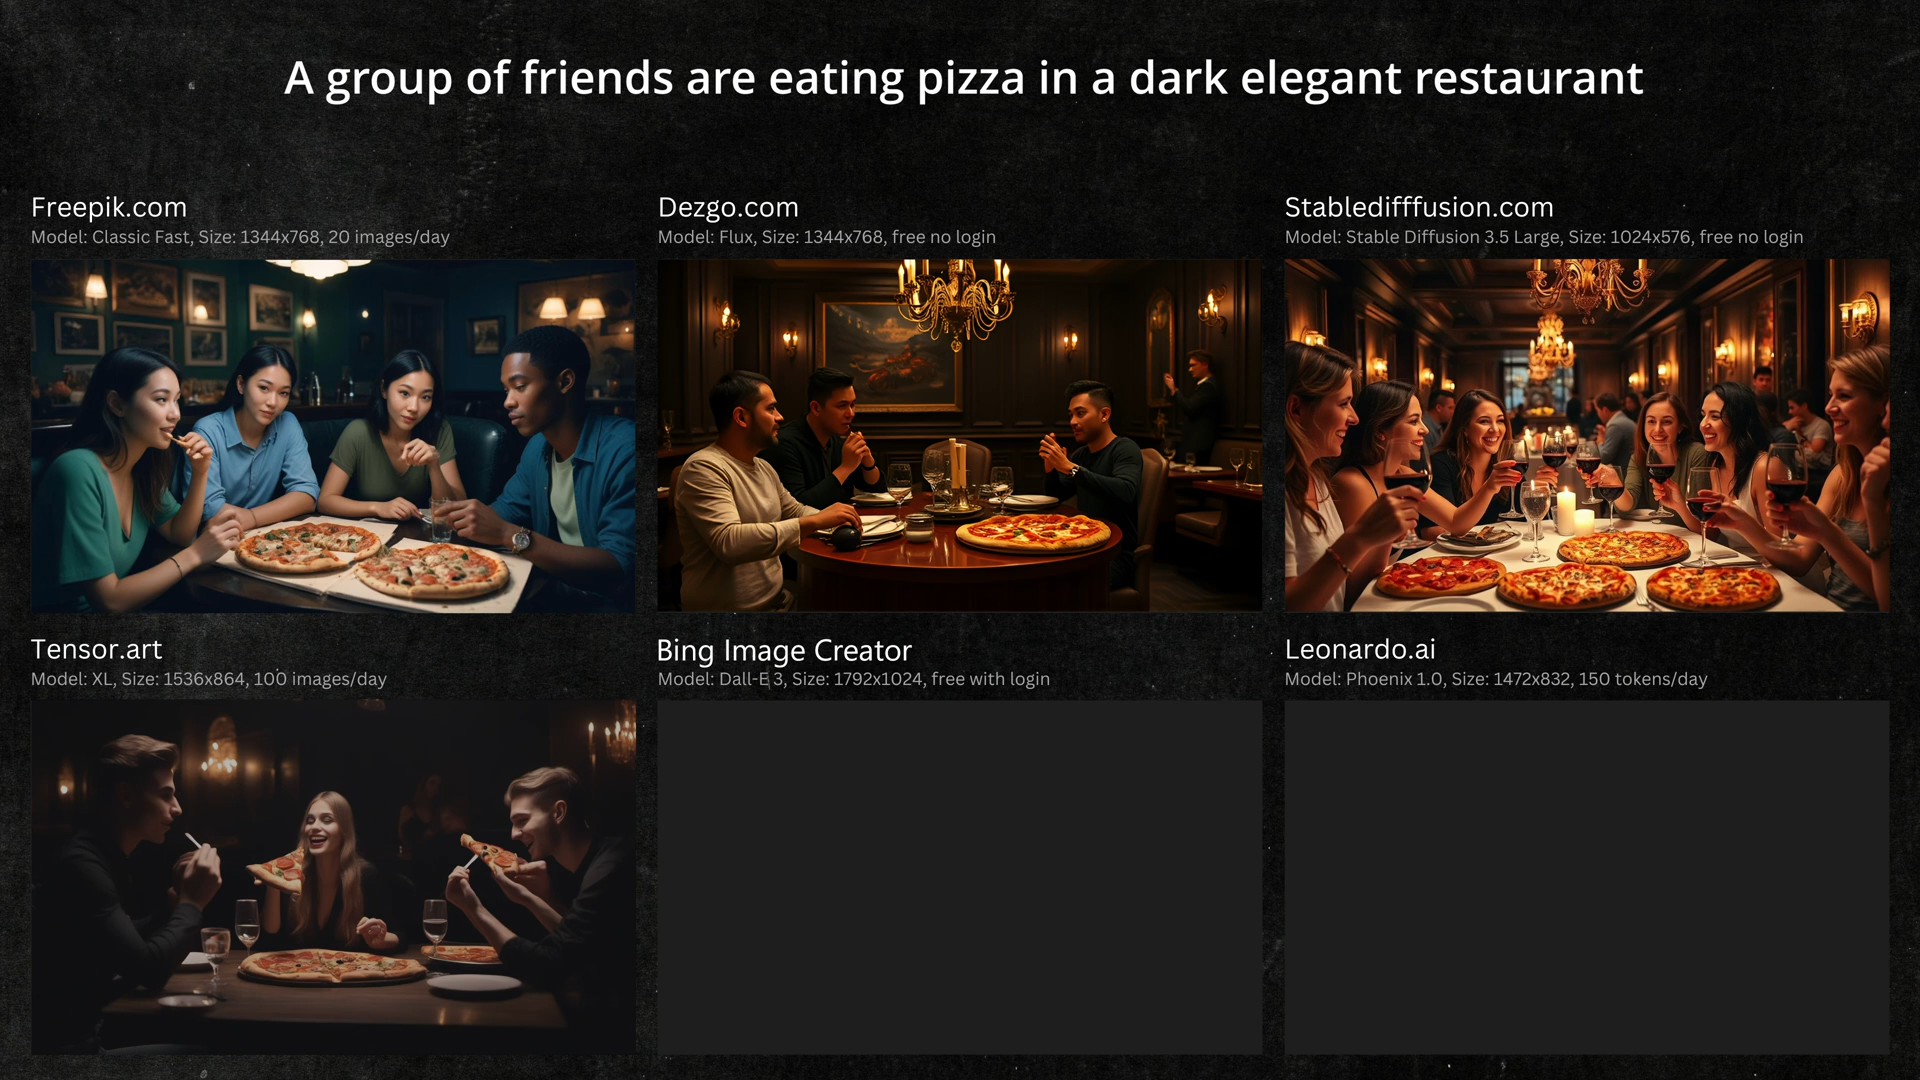 A group of friends are eating pizza in a dark elegant restaurant
Freepik.com
Model: Classic Fast, Size: 1344x768, 20 images/day
Dezgo.com
Model: Flux, Size: 1344x768, free no login
Stabledifffusion.com
Model: Stable Diffusion 3.5 Large, Size: 1024x576, free no login
Tensor.art
Model: XL, Size: 1536x864, 100 images/day
Bing Image Creator
Model: Dall-E 3, Size: 1792x1024, free with login
Leonardo.ai
Model: Phoenix 1.0, Size: 1472x832, 150 tokens/day